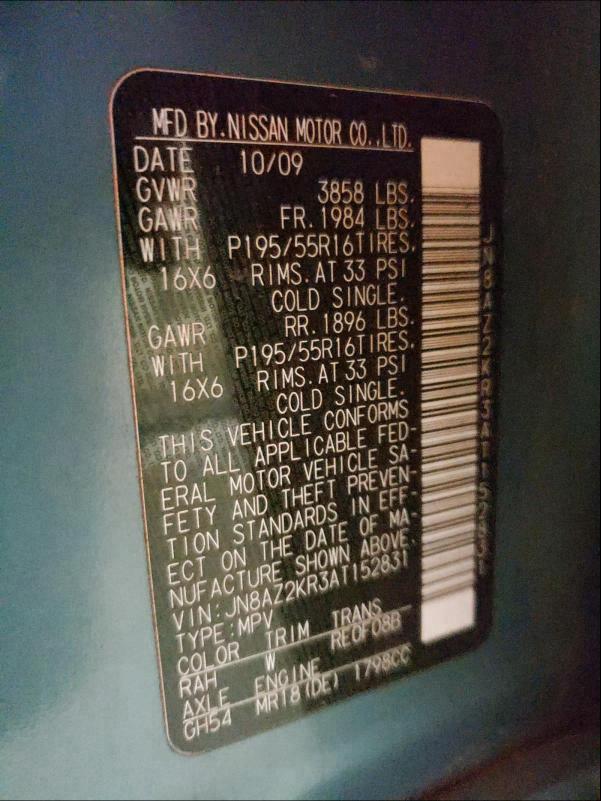 MFD BY.NISSAN MOTOR CO.,LTD.
DATE 10/09
GVWR 3858 LBS.
GAWR FR. 1984 LBS.
WITH P195/55R16TIRES.
16X6 RIMS. AT 33 PSI
COLD SINGLE.
GAWR RR. 1896 LBS.
WITH P195/55R16TIRES.
16X6 RIMS. AT 33 PSI
COLD SINGLE.
THIS VEHICLE CONFORMS
TO ALL APPLICABLE FED-
ERAL MOTOR VEHICLE SA-
FETY AND THEFT PREVEN-
TION STANDARDS IN EFF-
ECT ON THE DATE OF MA-
NUFACTURE SHOWN ABOVE.
VIN:JN8AZ2KR3AT152831
TYPE:MPV
COLOR TRIM TRANS
RAH W RE0F08B
AXLE ENGINE
GH54 MR18(DE) 1798CC
JN8AZ2KR3AT152831